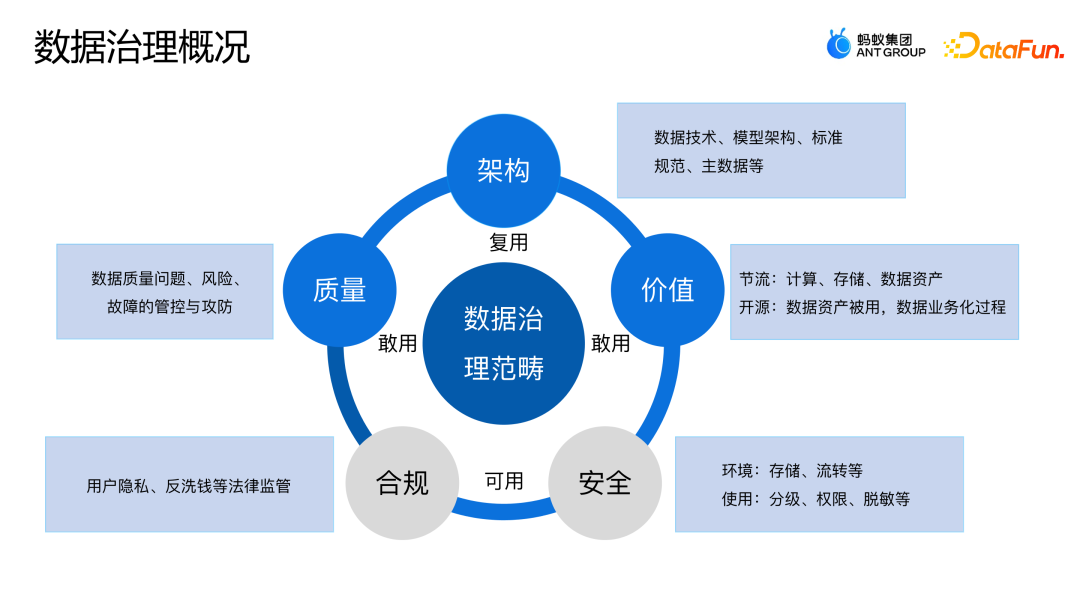 数据治理概况
蚂蚁集团
ANT GROUP
DataFun.
架构
数据技术、模型架构、标准
规范、主数据等
复用
质量
数据质量问题、风险、
故障的管控与攻防
价值
节流：计算、存储、数据资产
开源：数据资产被用，数据业务化过程
数据治
理范畴
敢用
敢用
合规
用户隐私、反洗钱等法律监管
可用
安全
环境：存储、流转等
使用：分级、权限、脱敏等